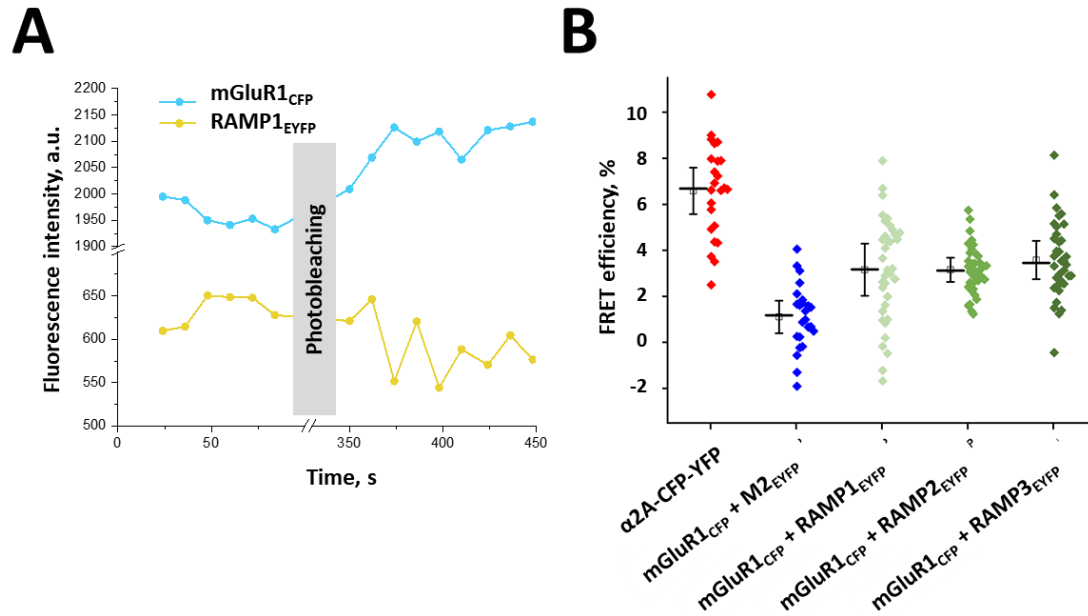 A
B
mGluR1CFP
RAMP1EYFP
Fluorescence intensity, a.u.
2200
2150
2100
2050
2000
1950
1900
650
600
550
500
Photobleaching
0
50
350
400
450
Time, s
FRET efficiency, %
10
8
6
4
2
0
-2
α2A-CFP-YFP
mGluR1CFP + M2EYFP
mGluR1CFP + RAMP1EYFP
mGluR1CFP + RAMP2EYFP
mGluR1CFP + RAMP3EYFP